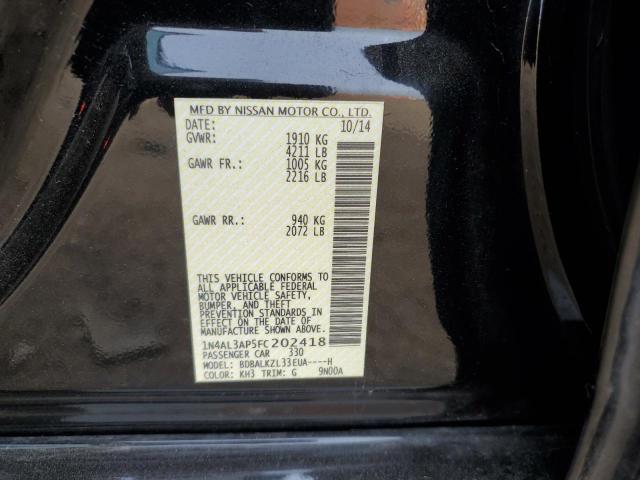 MFD BY NISSAN MOTOR CO., LTD.
DATE: 10/14
GVWR: 1910 KG
4211 LB
GAWR FR.: 1005 KG
2216 LB
GAWR RR.: 940 KG
2072 LB
THIS VEHICLE CONFORMS TO
ALL APPLICABLE FEDERAL
MOTOR VEHICLE SAFETY,
BUMPER, AND THEFT
PREVENTION STANDARDS
IN EFFECT ON THE DATE OF
MANUFACTURE SHOWN ABOVE.
1N4AL3AP5FC202418
PASSENGER CAR 330
MODEL: BDBALKZL33EUA----H
COLOR: KH3 TRIM: G 9N00A